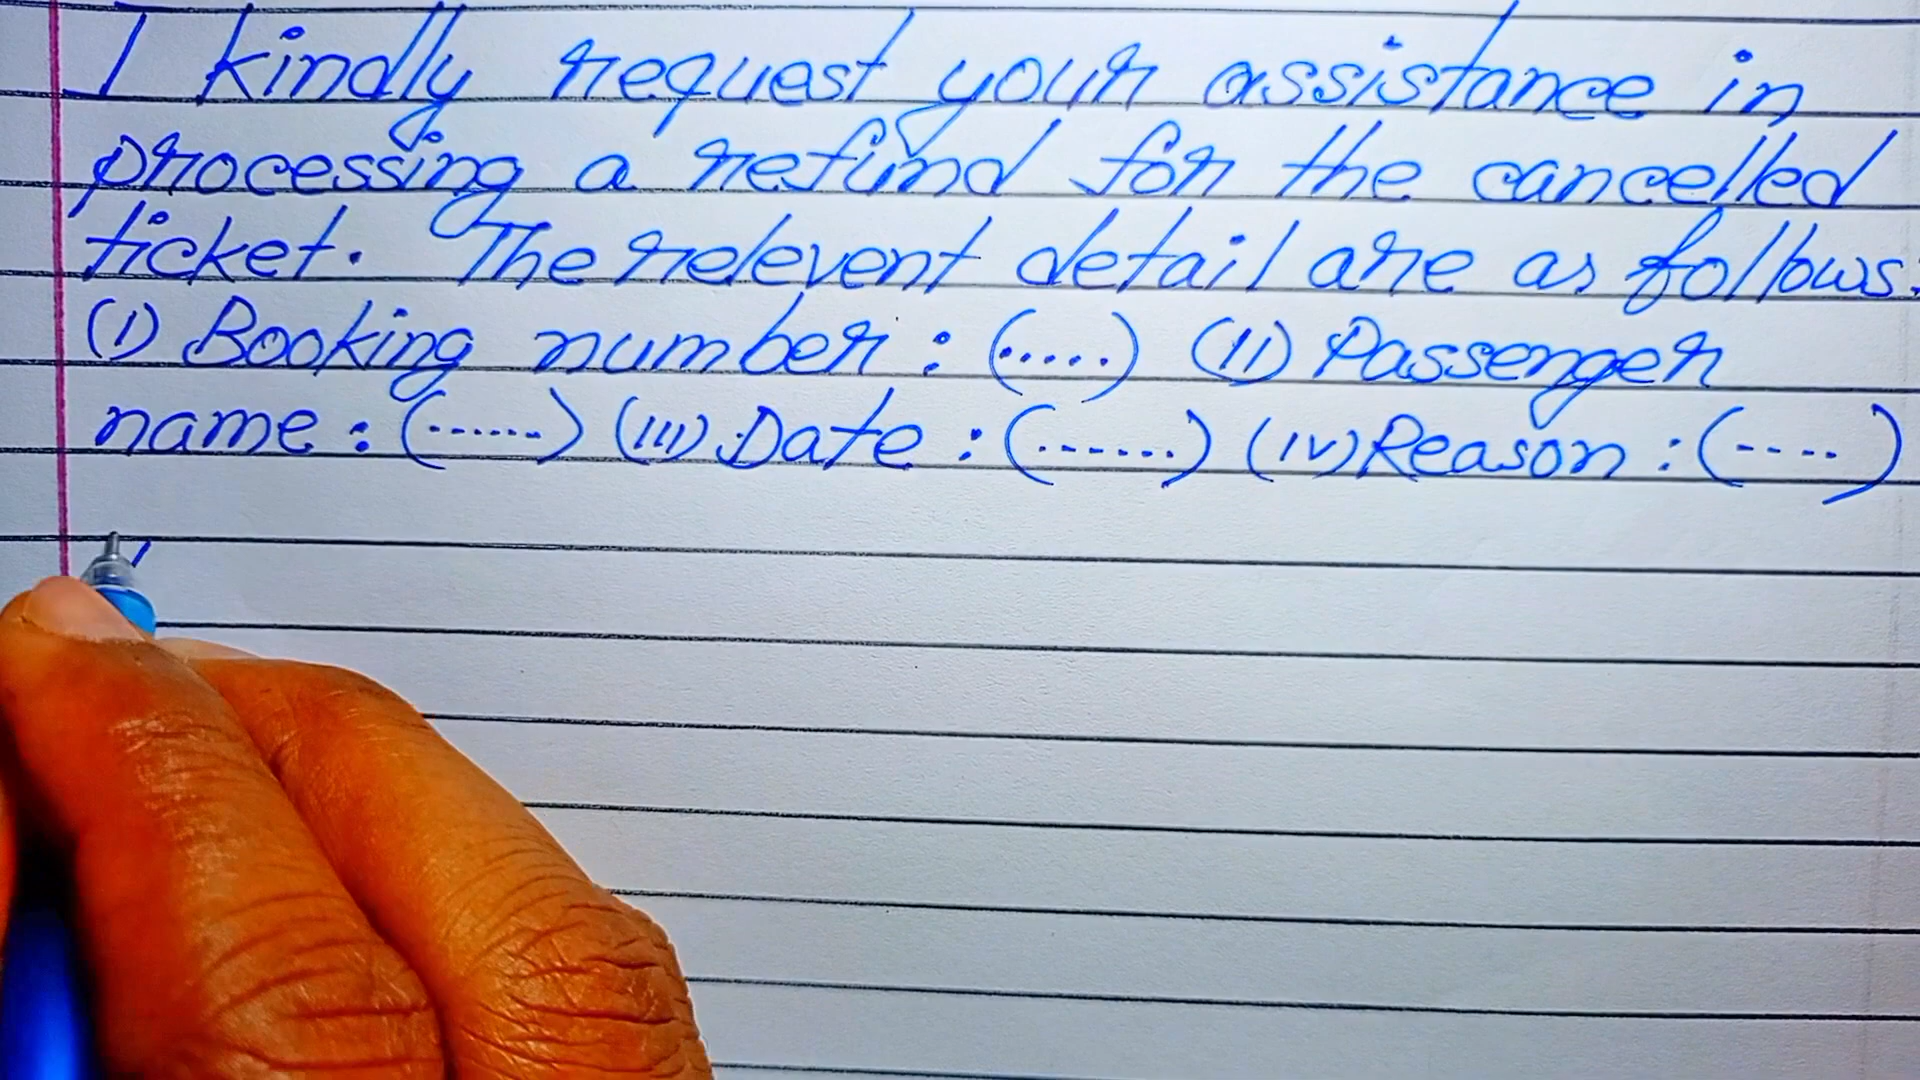 I kindly request your assistance in
processing a refund for the cancelled
ticket. The relevent detail are as follows:
(I) Booking number : (.....) (II) Passenger
name : (......) (III) Date : (.......) (IV) Reason : (....)